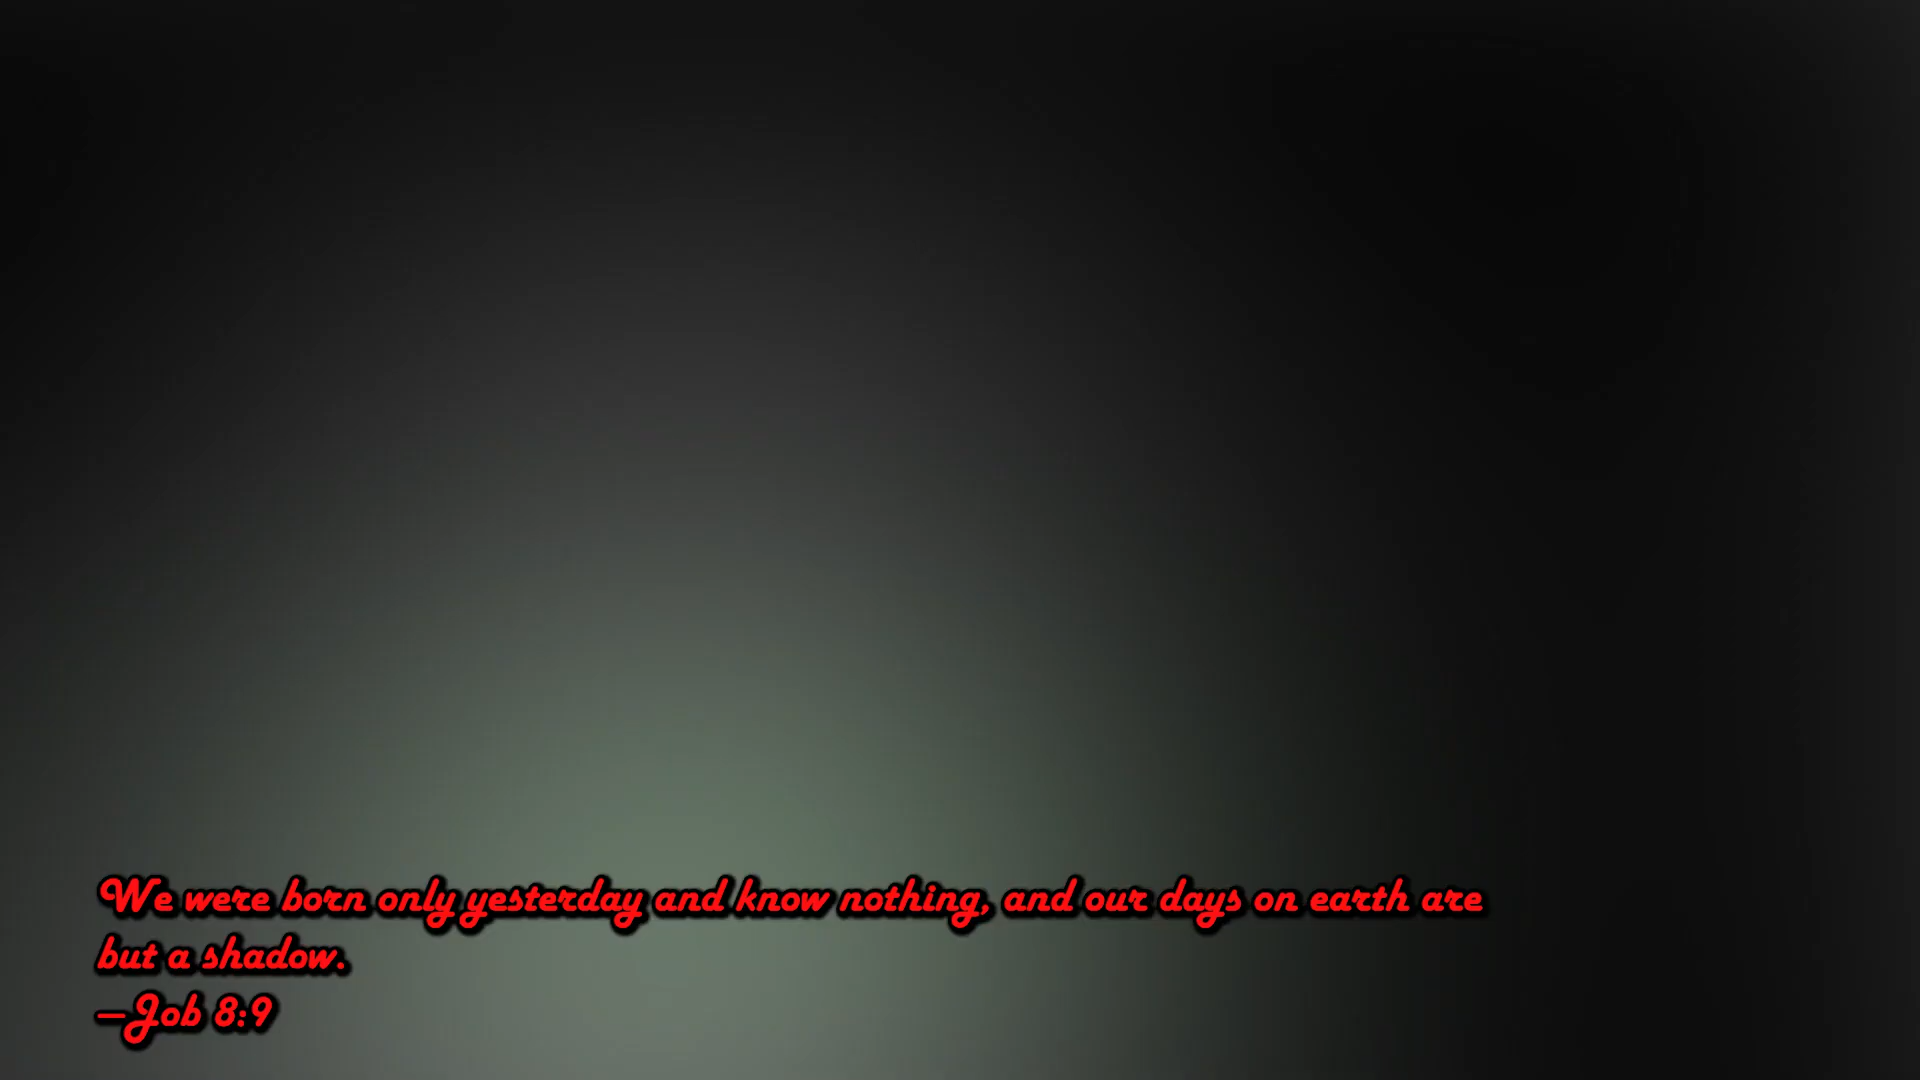 We were born only yesterday and know nothing, and our days on earth are
but a shadow.
—Job 8:9